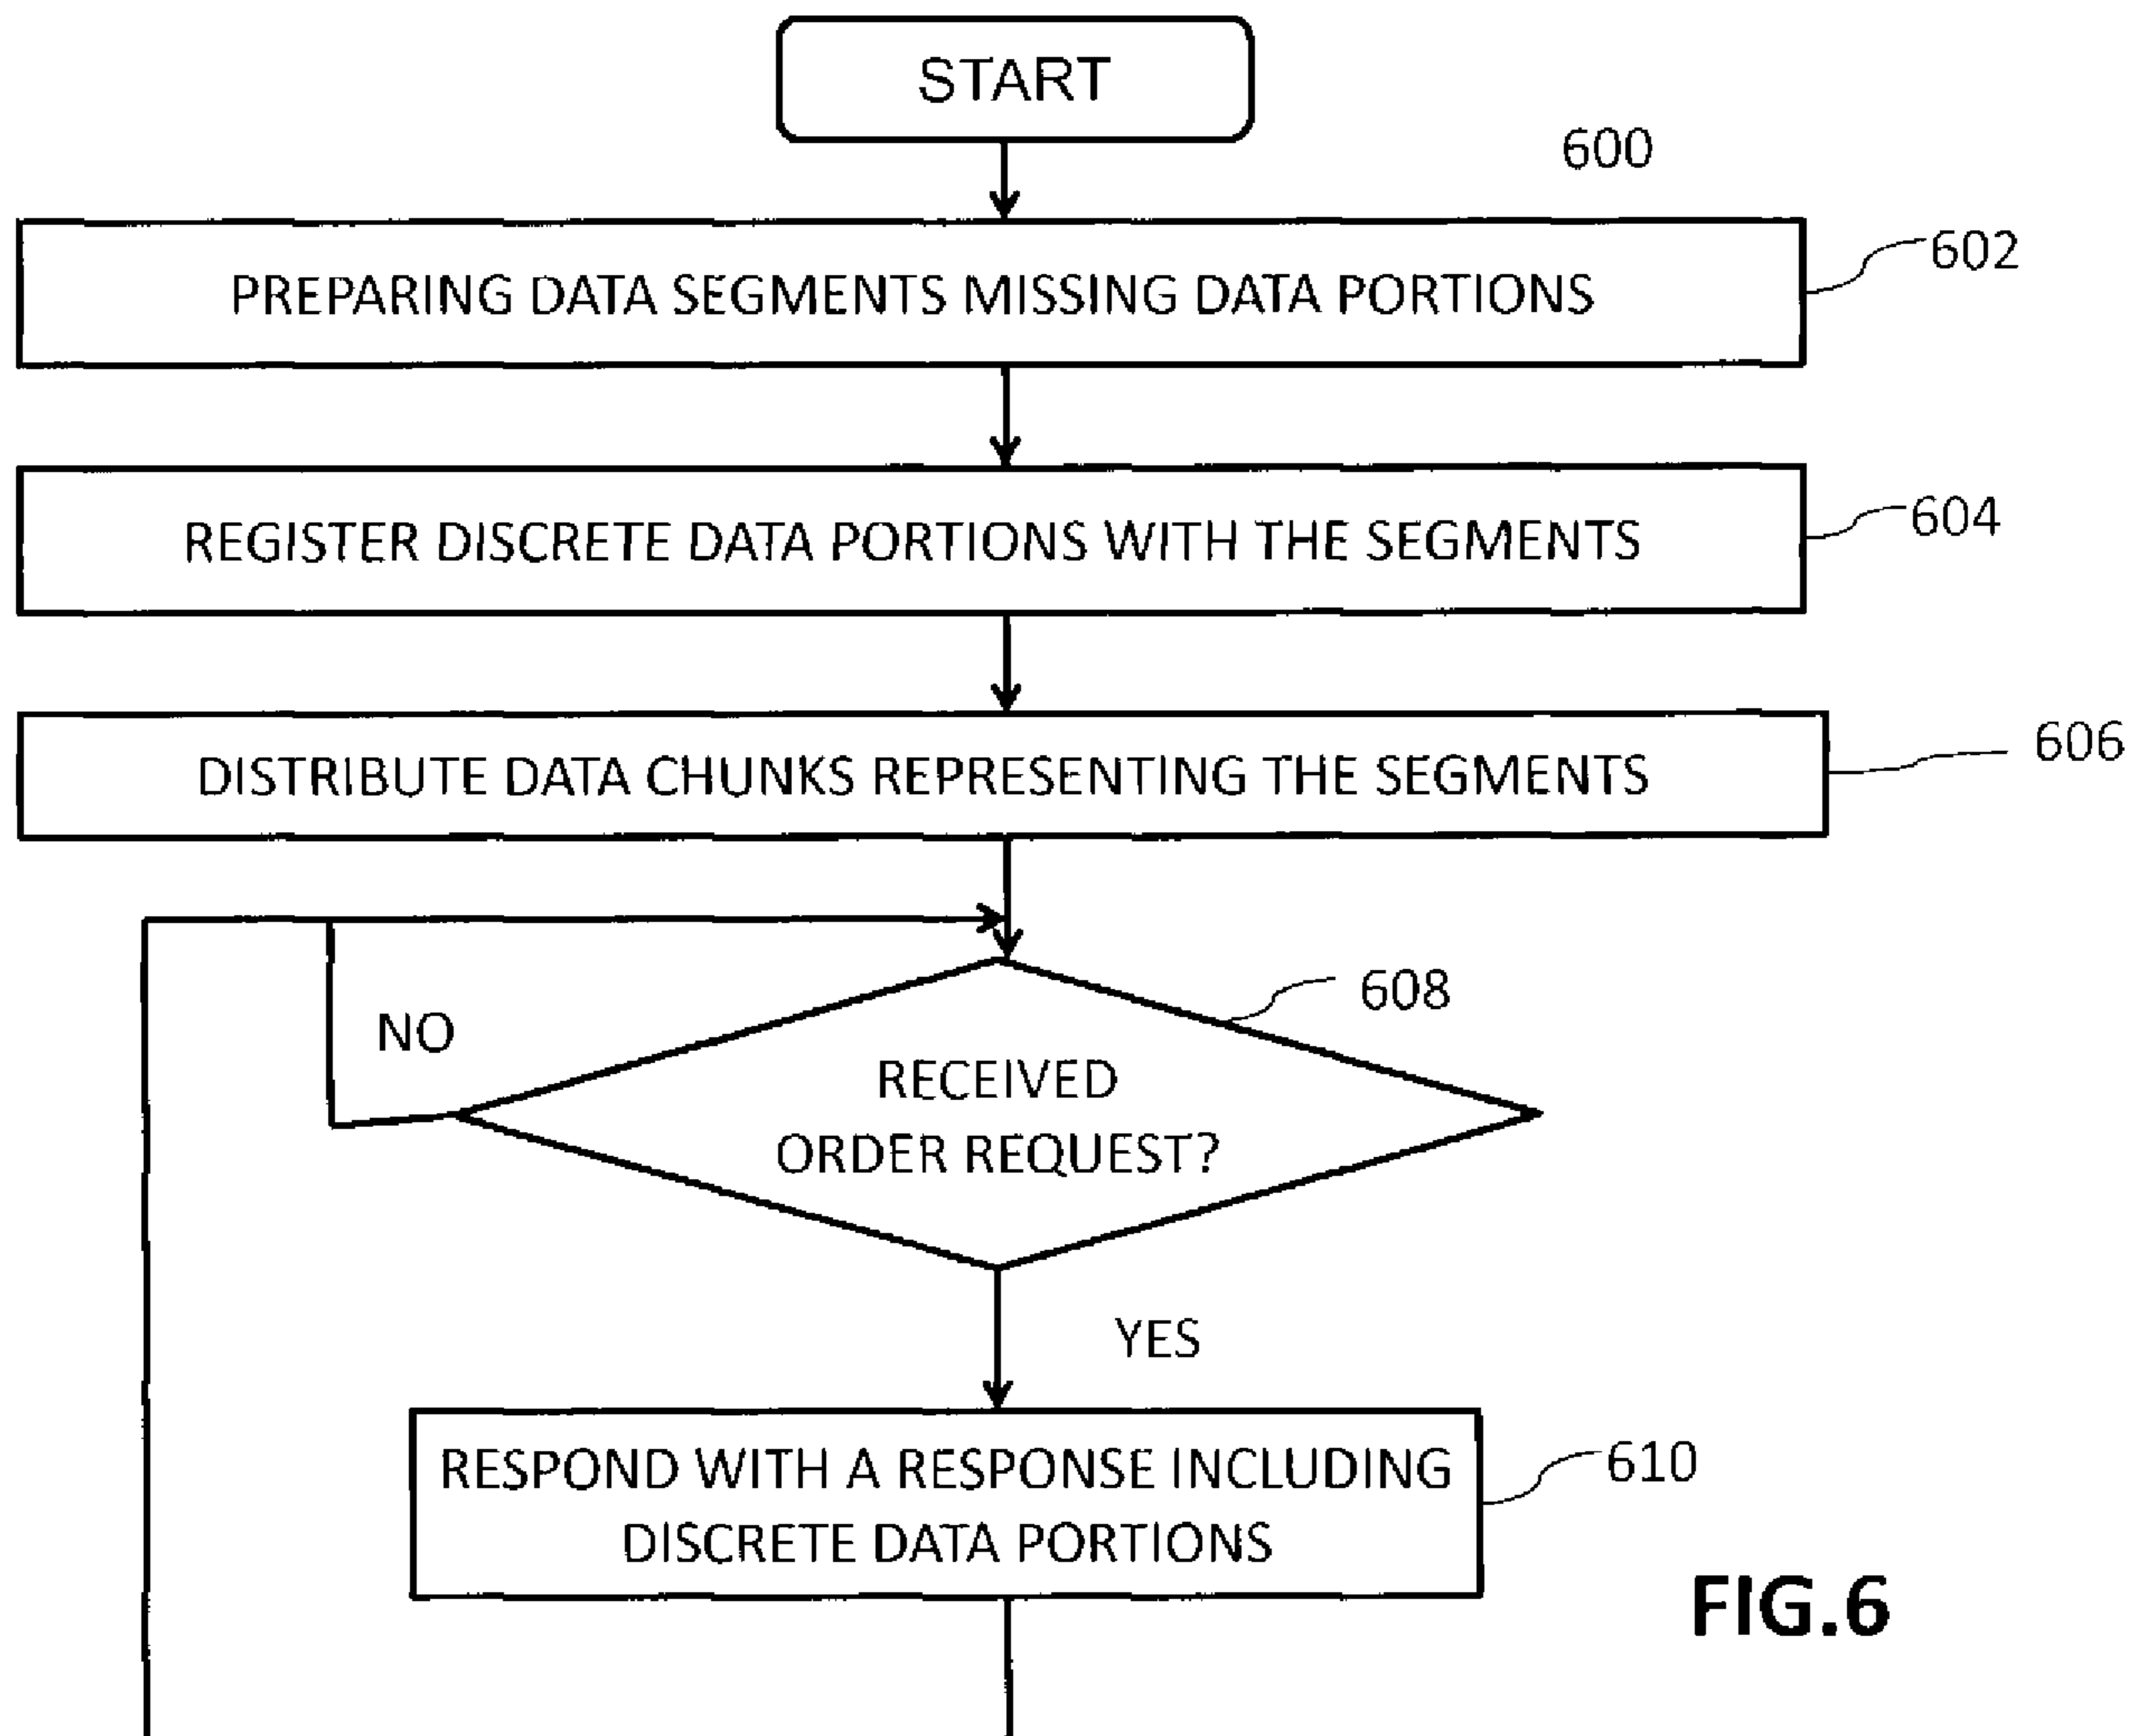 START
600
PREPARING DATA SEGMENTS MISSING DATA PORTIONS
602
REGISTER DISCRETE DATA PORTIONS WITH THE SEGMENTS
604
DISTRIBUTE DATA CHUNKS REPRESENTING THE SEGMENTS
606
608
NO
RECEIVED
ORDER REQUEST?
YES
RESPOND WITH A RESPONSE INCLUDING
DISCRETE DATA PORTIONS
610
FIG.6